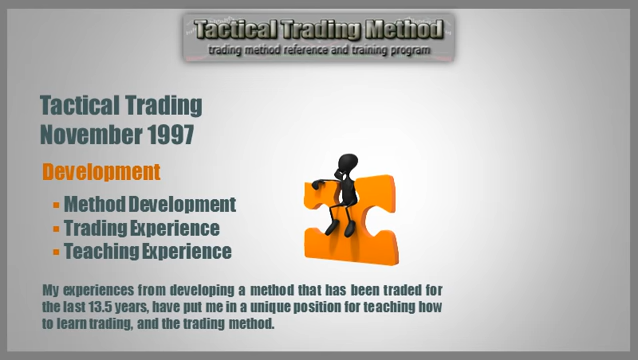 Tactical Trading Method
trading method reference and training program
Tactical Trading
November 1997
Development
Method Development
Trading Experience
Teaching Experience
My experiences from developing a method that has been traded for
the last 13.5 years, have put me in a unique position for teaching how
to learn trading, and the trading method.